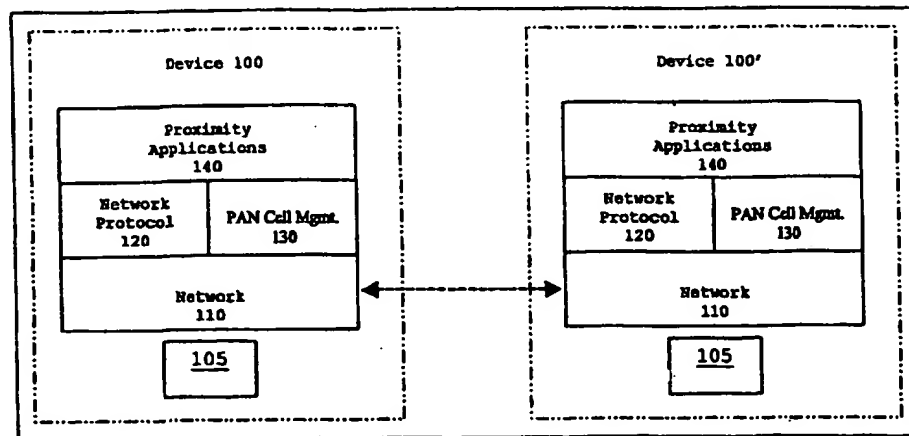 Device 100
Proximity
Applications
140
Network
Protocol
120
PAN Cell Mgmt.
130
Network
110
105
Device 100'
Proximity
Applications
140
Network
Protocol
120
PAN Cell Mgmt.
130
Network
110
105